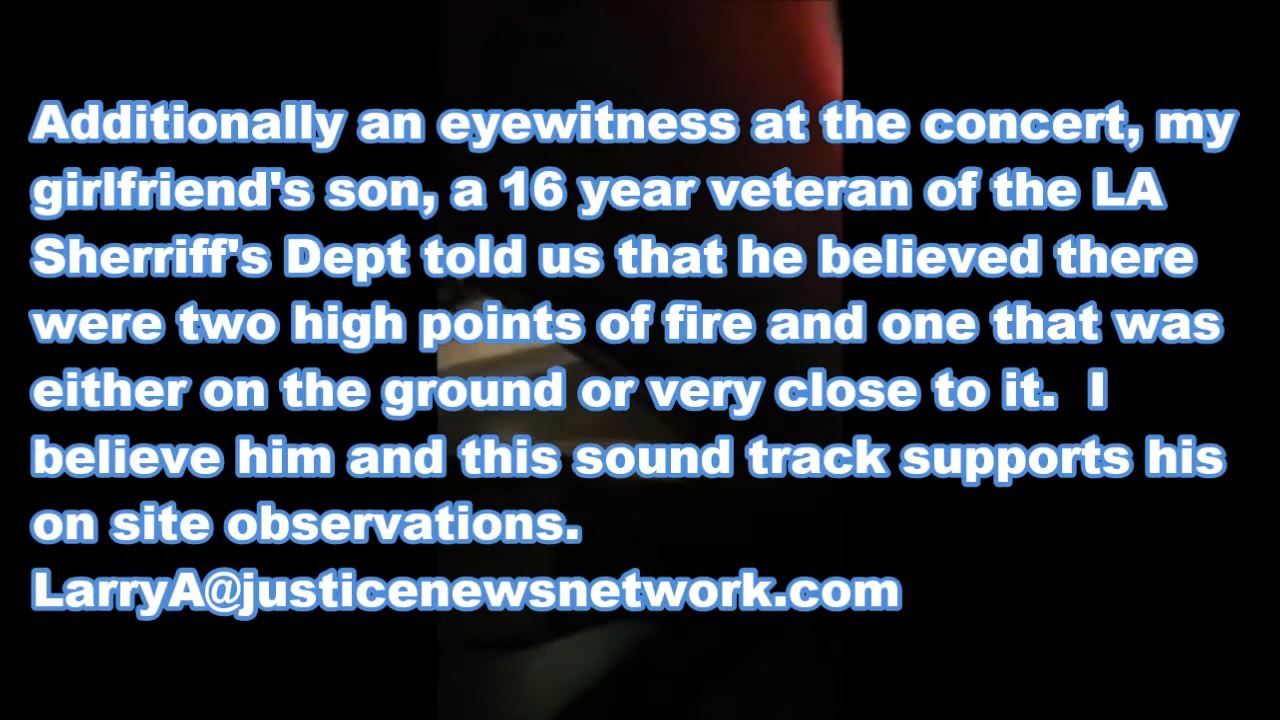 Additionally an eyewitness at the concert, my
girlfriend's son, a 16 year veteran of the LA
Sherriff's Dept told us that he believed there
were two high points of fire and one that was
either on the ground or very close to it.  I
believe him and this sound track supports his
on site observations.
LarryA@justicenewsnetwork.com